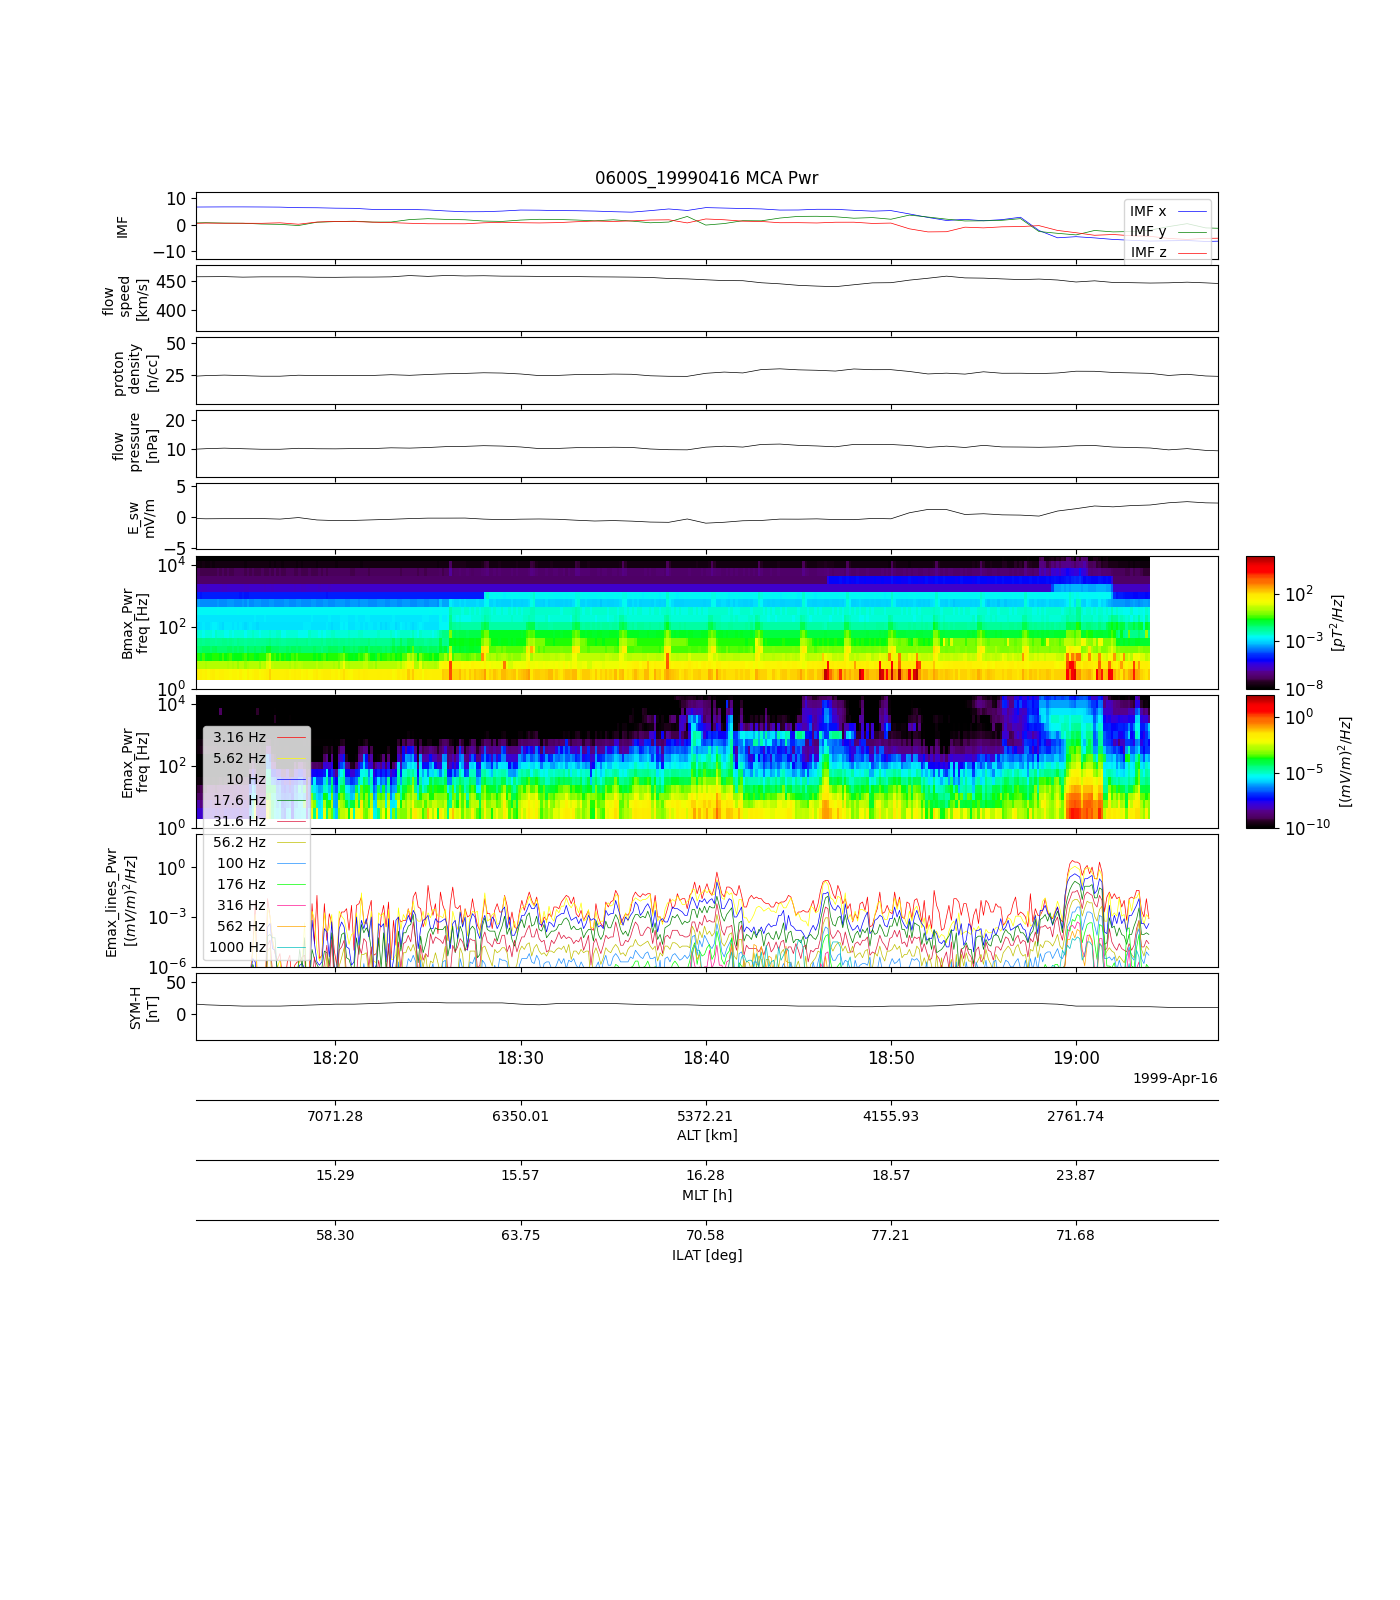 0600S_19990416 MCA Pwr
10
0
−10
IMF
IMF x
IMF y
IMF z
450
400
flow
speed
[km/s]
50
25
proton
density
[n/cc]
20
10
flow
pressure
[nPa]
5
0
−5
E_sw
mV/m
10^4
10^2
10^0
Bmax_Pwr
freq [Hz]
10^2
10^−3
10^−8
[pT^2/Hz]
10^4
10^2
10^0
Emax_Pwr
freq [Hz]
10^0
10^−5
10^−10
[(mV/m)^2/Hz]
3.16 Hz
5.62 Hz
10 Hz
17.6 Hz
31.6 Hz
56.2 Hz
100 Hz
176 Hz
316 Hz
562 Hz
1000 Hz
10^0
10^−3
10^−6
Emax_lines_Pwr
[(mV/m)^2/Hz]
50
0
SYM-H
[nT]
18:20 18:30 18:40 18:50 19:00
1999-Apr-16
7071.28 6350.01 5372.21 4155.93 2761.74
ALT [km]
15.29 15.57 16.28 18.57 23.87
MLT [h]
58.30 63.75 70.58 77.21 71.68
ILAT [deg]